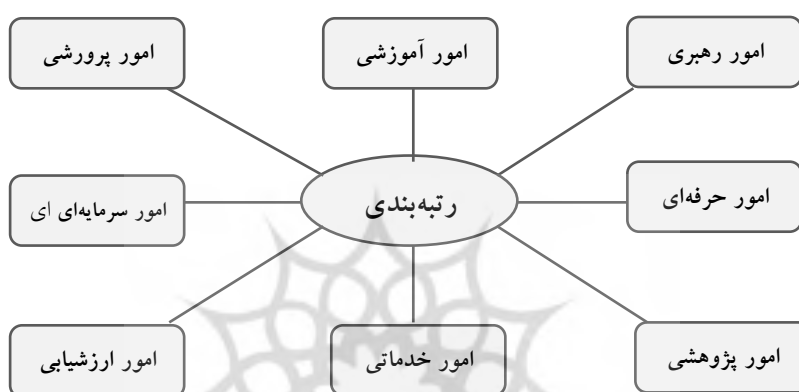 امور رهبری
امور آموزشی
امور پرورشی
امور حرفه‌ای
رتبه‌بندی
امور سرمایه‌ای ای
امور پژوهشی
امور خدماتی
امور ارزشیابی